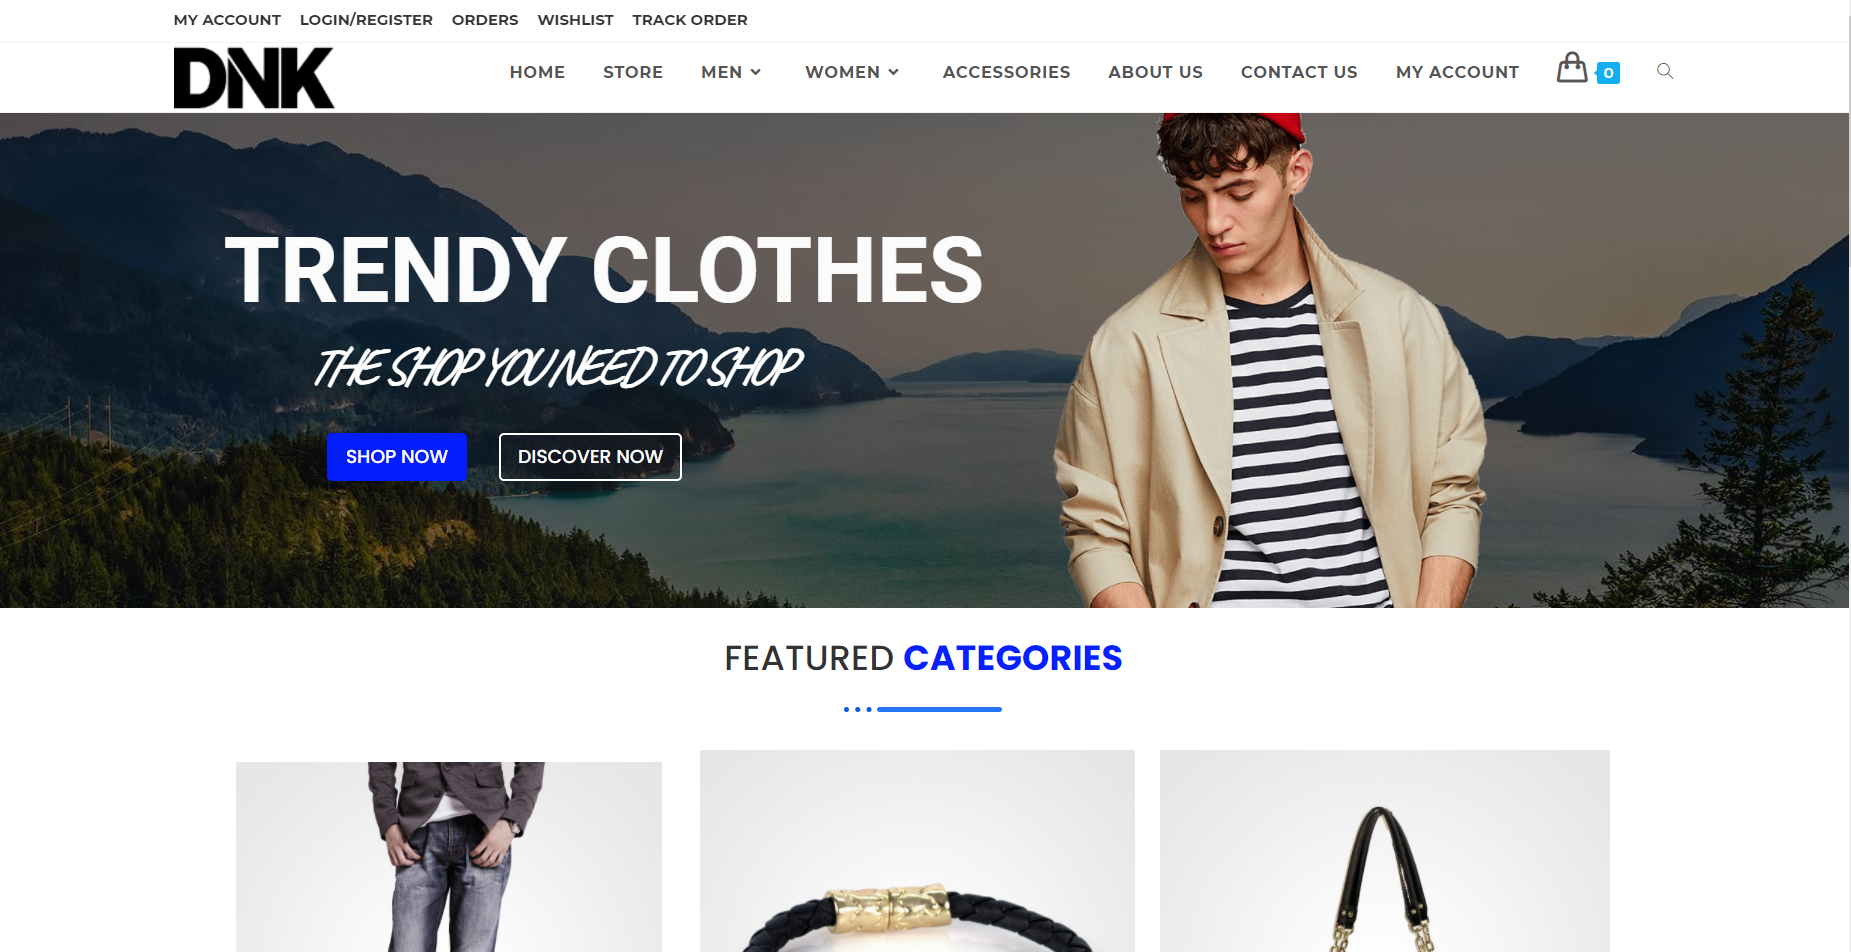 MY ACCOUNT LOGIN/REGISTER ORDERS WISHLIST TRACK ORDER
DNK
HOME STORE MEN WOMEN ACCESSORIES ABOUT US CONTACT US MY ACCOUNT 0
TRENDY CLOTHES
THE SHOP YOU NEED TO SHOP
SHOP NOW DISCOVER NOW
FEATURED CATEGORIES